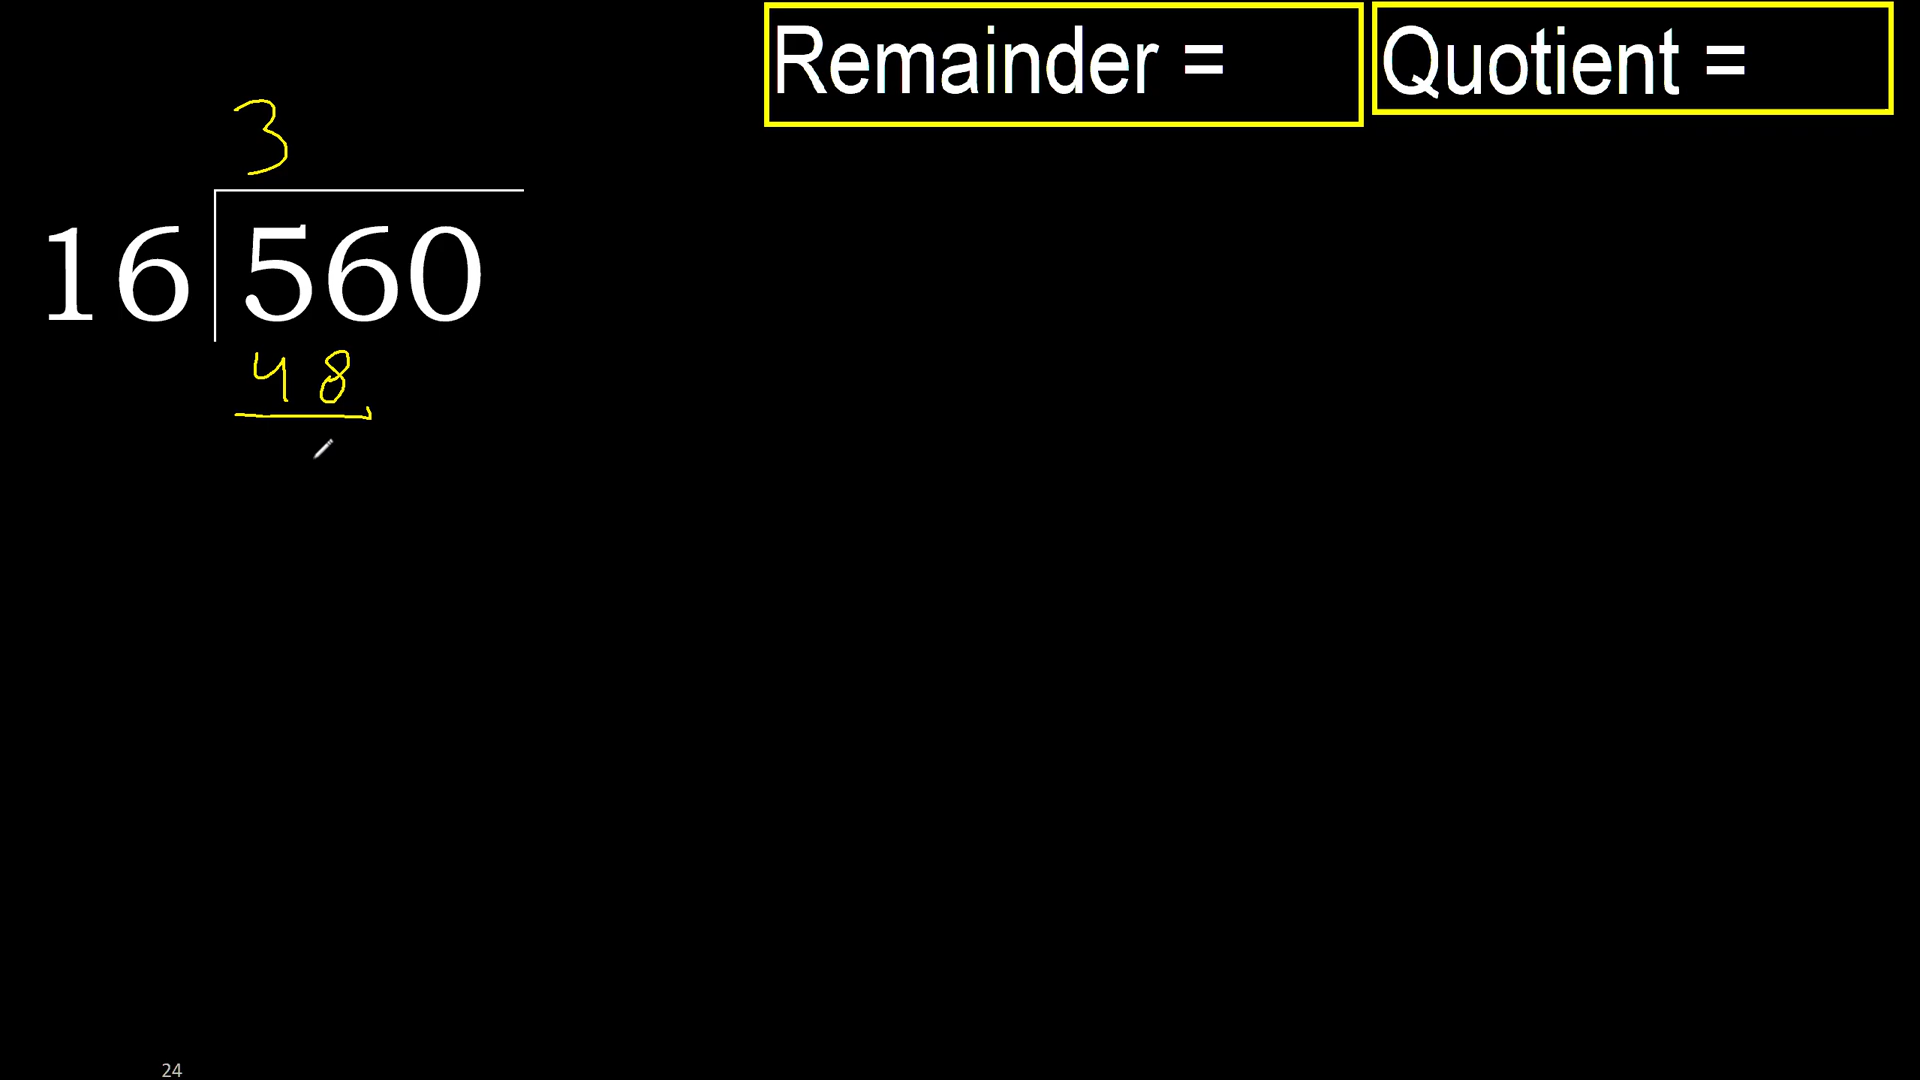 Remainder =
Quotient =
3
16 560
48
24